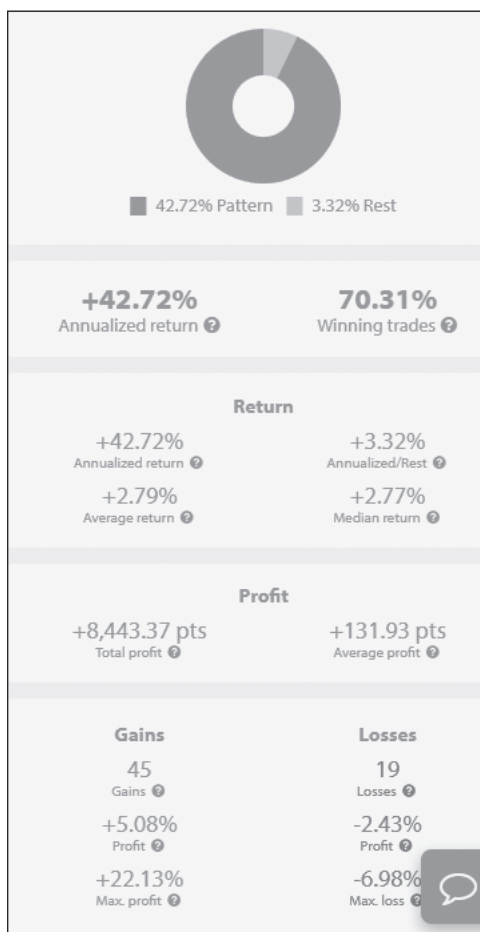 42.72% Pattern 3.32% Rest
+42.72% 70.31%
Annualized return ? Winning trades ?
Return
+42.72% +3.32%
Annualized return ? Annualized/Rest ?
+2.79% +2.77%
Average return ? Median return ?
Profit
+8,443.37 pts +131.93 pts
Total profit ? Average profit ?
Gains Losses
45 19
Gains ? Losses ?
+5.08% -2.43%
Profit ? Profit ?
+22.13% -6.98%
Max. profit ? Max. loss ?